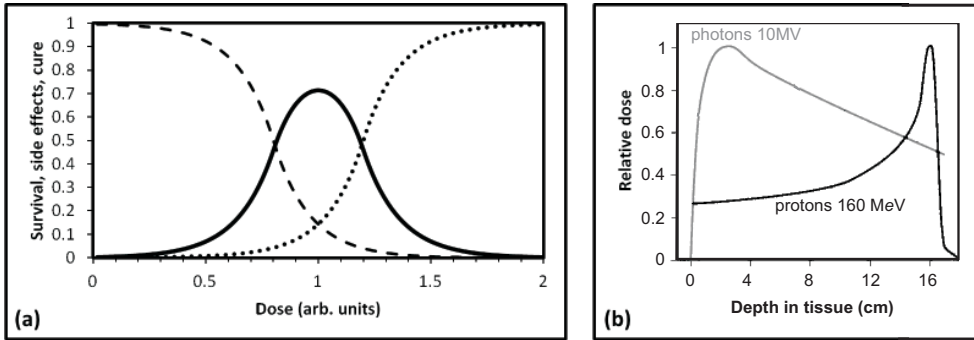 1
0.9
0.8
0.7
0.6
0.5
0.4
0.3
0.2
0.1
0
Survival, side effects, cure
0 0.5 1 1.5 2
Dose (arb. units)
(a)
photons 10MV
1
0.8
0.6
0.4
0.2
0
Relative dose
protons 160 MeV
0 4 8 12 16
Depth in tissue (cm)
(b)